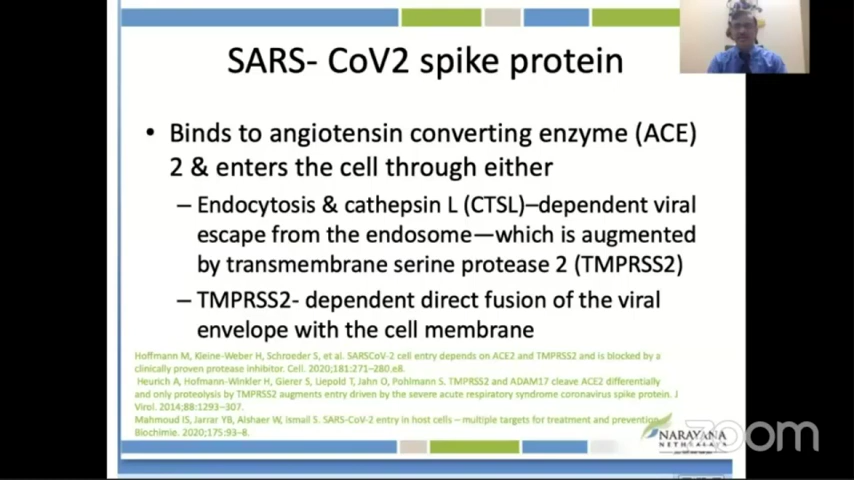 SARS- CoV2 spike protein
• Binds to angiotensin converting enzyme (ACE)
2 & enters the cell through either
– Endocytosis & cathepsin L (CTSL)–dependent viral
escape from the endosome—which is augmented
by transmembrane serine protease 2 (TMPRSS2)
– TMPRSS2- dependent direct fusion of the viral
envelope with the cell membrane
Hoffmann M, Kleine-Weber H, Schroeder S, et al. SARSCoV-2 cell entry depends on ACE2 and TMPRSS2 and is blocked by a
clinically proven protease inhibitor. Cell. 2020;181:271–280.e8.
Heurich A, Hofmann-Winkler H, Gierer S, Liepold T, Jahn O, Pohlmann S. TMPRSS2 and ADAM17 cleave ACE2 differentially
and only proteolysis by TMPRSS2 augments entry driven by the severe acute respiratory syndrome coronavirus spike protein. J
Virol. 2014;88:1293–307.
Mahmoud IS, Jarrar YB, Alshaer W, Ismail S. SARS-CoV-2 entry in host cells – multiple targets for treatment and prevention.
Biochimie. 2020;175:93–8.
NARAYANA
NETHRALAYA
zoom